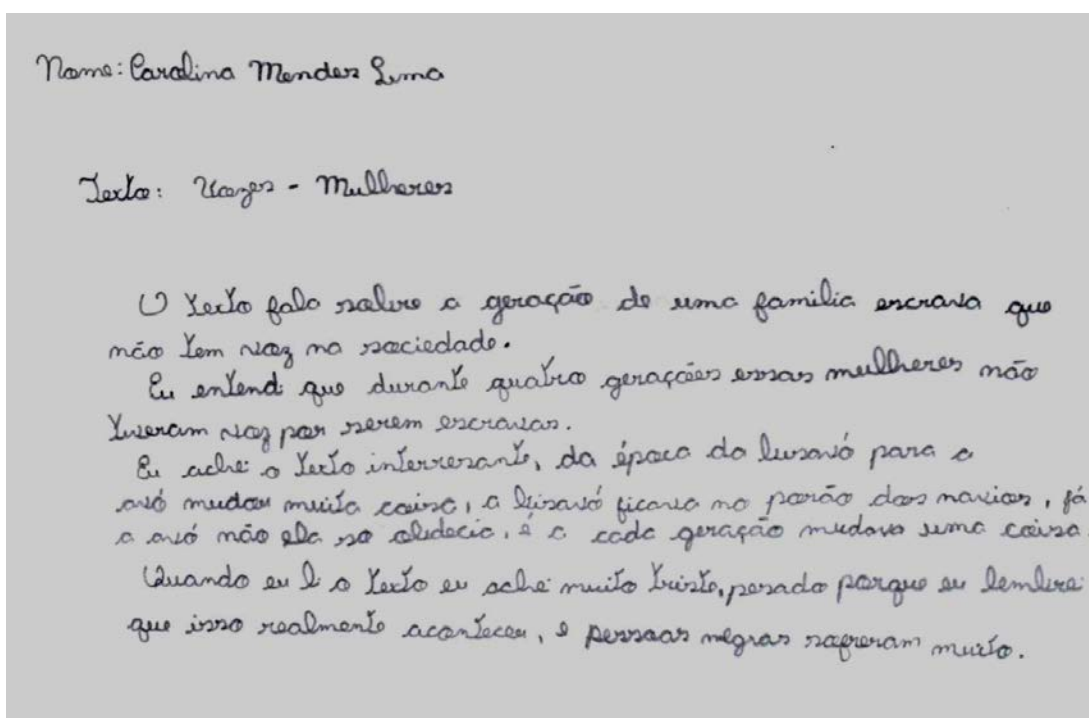 Nome: Carolina Mendes Lima
Texto: Vozes - Mulheres
O texto fala sobre a geração de uma familia escrava que
não tem voz na sociedade.
Eu entendi que durante quatro gerações essas mulheres não
tiveram voz por serem escravas.
Eu achei o texto interresante, da época da bisavó para a
avó mudou muita coisa, a bisavó ficava no porão dos navios, já
a avó não ela so obdecia, é a cada geração mudava uma coisa.
Quando eu li o texto eu achei muito triste, pesado porque eu lembrei
que isso realmente aconteceu, e pessoas negras sofreram muito.